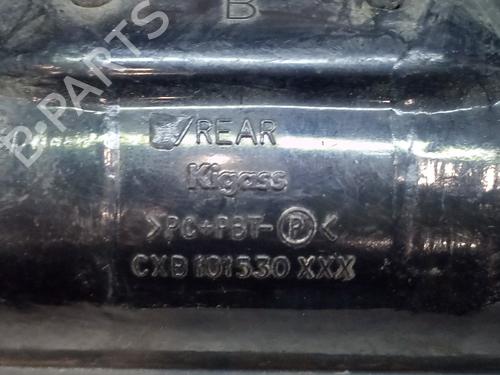 B
B-PARTS
REAR
Kigass
>PC+PBT-(P)<
CXB 101530 XXX